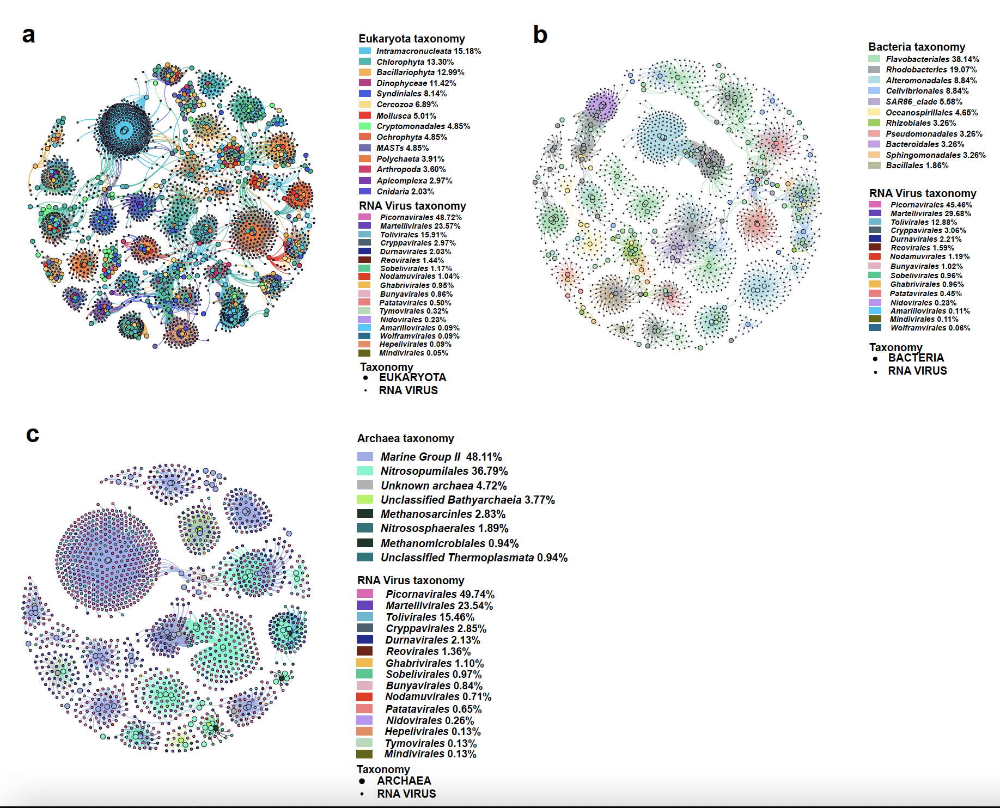 a
Eukaryota taxonomy
Intramacronucleata 15.18%
Chlorophyta 13.30%
Bacillariophyta 12.99%
Dinophyceae 11.42%
Syndiniales 8.14%
Cercozoa 6.89%
Mollusca 5.01%
Cryptomonadales 4.85%
Ochrophyta 4.85%
MASTs 4.85%
Polychaeta 3.91%
Arthropoda 3.60%
Apicomplexa 2.97%
Cnidaria 2.03%
RNA Virus taxonomy
Picornavirales 48.72%
Martellivirales 23.57%
Tolivirales 15.91%
Cryppavirales 2.97%
Durnavirales 2.03%
Reovirales 1.44%
Sobelivirales 1.17%
Nodamuvirales 1.04%
Ghabrivirales 0.95%
Bunyavirales 0.86%
Patatavirales 0.50%
Tymovirales 0.32%
Nidovirales 0.23%
Amarillovirales 0.09%
Wolframvirales 0.09%
Hepelivirales 0.09%
Mindivirales 0.05%
Taxonomy
EUKARYOTA
RNA VIRUS
b
Bacteria taxonomy
Flavobacteriales 38.14%
Rhodobacterles 19.07%
Alteromonadales 8.84%
Cellvibrionales 8.84%
SAR86_clade 5.58%
Oceanospirillales 4.65%
Rhizobiales 3.26%
Pseudomonadales 3.26%
Bacteroidales 3.26%
Sphingomonadales 3.26%
Bacillales 1.86%
RNA Virus taxonomy
Picornavirales 45.46%
Martellivirales 29.68%
Tolivirales 12.88%
Cryppavirales 3.06%
Durnavirales 2.21%
Reovirales 1.59%
Nodamuvirales 1.19%
Bunyavirales 1.02%
Sobelivirales 0.96%
Ghabrivirales 0.96%
Patatavirales 0.45%
Nidovirales 0.23%
Amarillovirales 0.11%
Mindivirales 0.11%
Wolframvirales 0.06%
Taxonomy
BACTERIA
RNA VIRUS
c
Archaea taxonomy
Marine Group II 48.11%
Nitrosopumilales 36.79%
Unknown archaea 4.72%
Unclassified Bathyarchaeia 3.77%
Methanosarcinles 2.83%
Nitrososphaerales 1.89%
Methanomicrobiales 0.94%
Unclassified Thermoplasmata 0.94%
RNA Virus taxonomy
Picornavirales 49.74%
Martellivirales 23.54%
Tolivirales 15.46%
Cryppavirales 2.85%
Durnavirales 2.13%
Reovirales 1.36%
Ghabrivirales 1.10%
Sobelivirales 0.97%
Bunyavirales 0.84%
Nodamuvirales 0.71%
Patatavirales 0.65%
Nidovirales 0.26%
Hepelivirales 0.13%
Tymovirales 0.13%
Mindivirales 0.13%
Taxonomy
ARCHAEA
RNA VIRUS